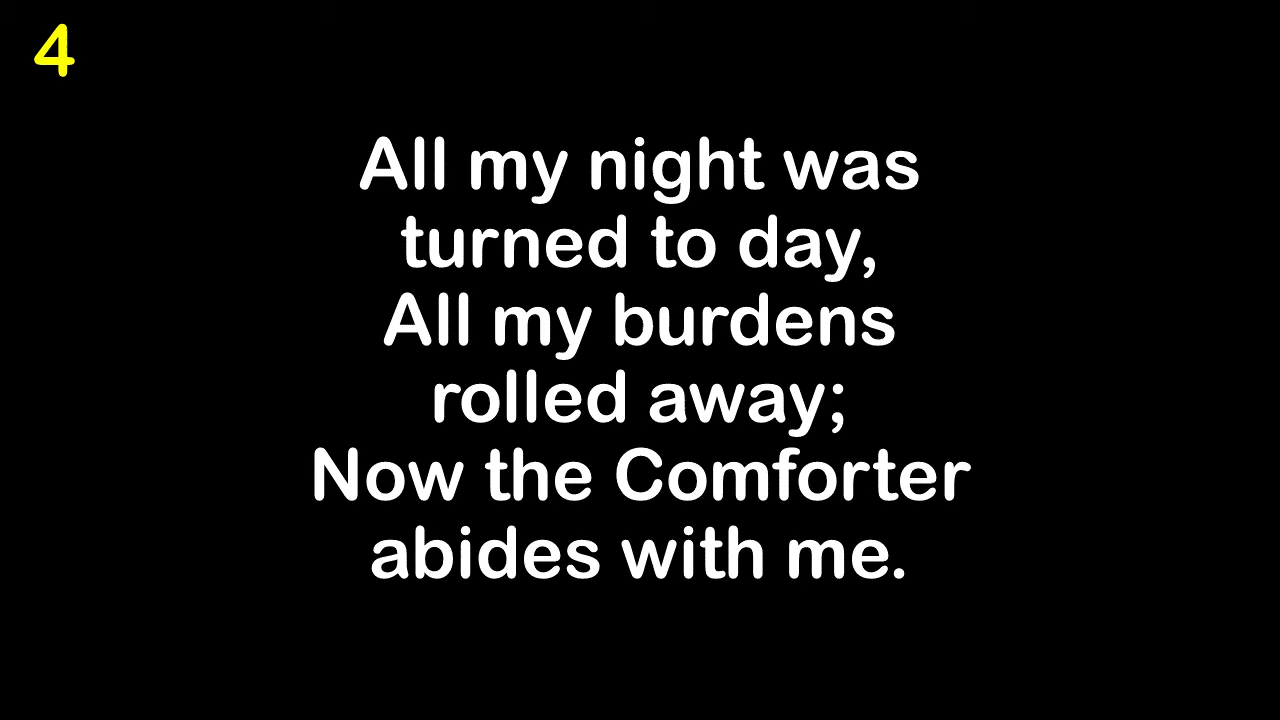 4
All my night was
turned to day,
All my burdens
rolled away;
Now the Comforter
abides with me.